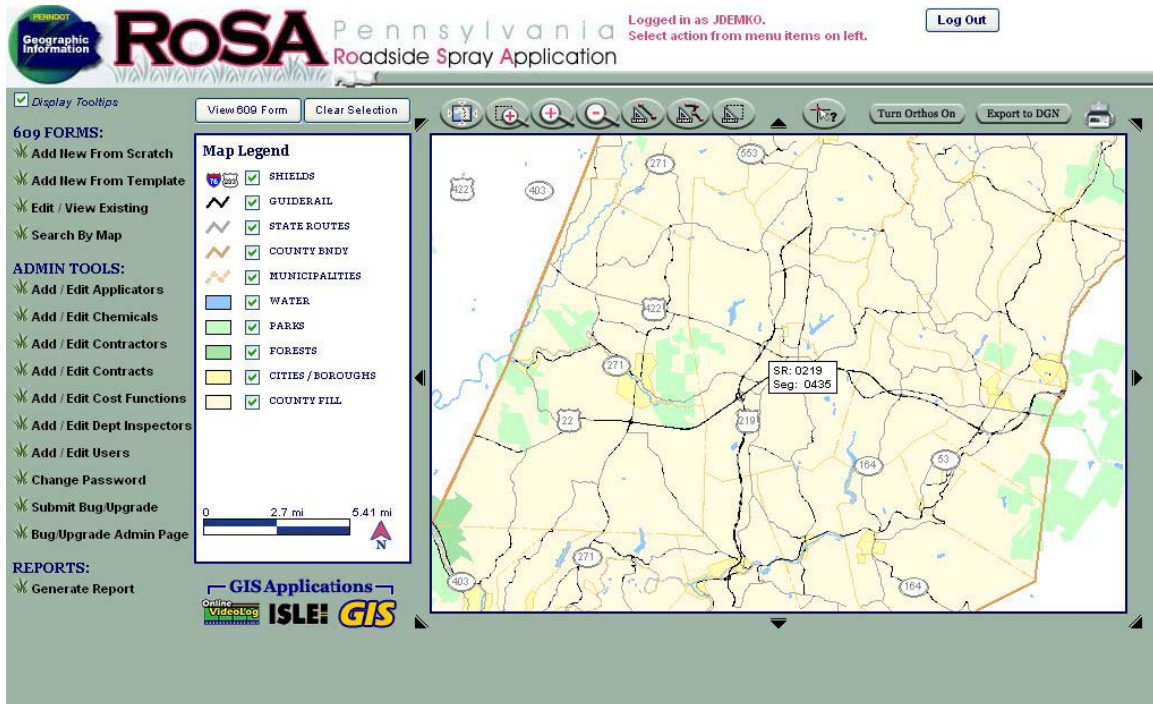 PENNDOT
Geographic
Information
RoSA
Pennsylvania
Roadside Spray Application
Logged in as JDEMKO.
Select action from menu items on left.
Log Out
Display Tooltips
609 FORMS:
Add New From Scratch
Add New From Template
Edit / View Existing
Search By Map
ADMIN TOOLS:
Add / Edit Applicators
Add / Edit Chemicals
Add / Edit Contractors
Add / Edit Contracts
Add / Edit Cost Functions
Add / Edit Dept Inspectors
Add / Edit Users
Change Password
Submit Bug/Upgrade
Bug/Upgrade Admin Page
REPORTS:
Generate Report
View 609 Form
Clear Selection
Map Legend
76 203 SHIELDS
GUIDERAIL
STATE ROUTES
COUNTY BNDY
MUNICIPALITIES
WATER
PARKS
FORESTS
CITIES / BOROUGHS
COUNTY FILL
0 2.7 mi 5.41 mi
N
GIS Applications
Online
VideoLog
ISLE!
GIS
?
Turn Orthos On
Export to DGN
271
553
422
403
422
271
SR: 0219
Seg: 0435
22
219
164
53
271
403
164